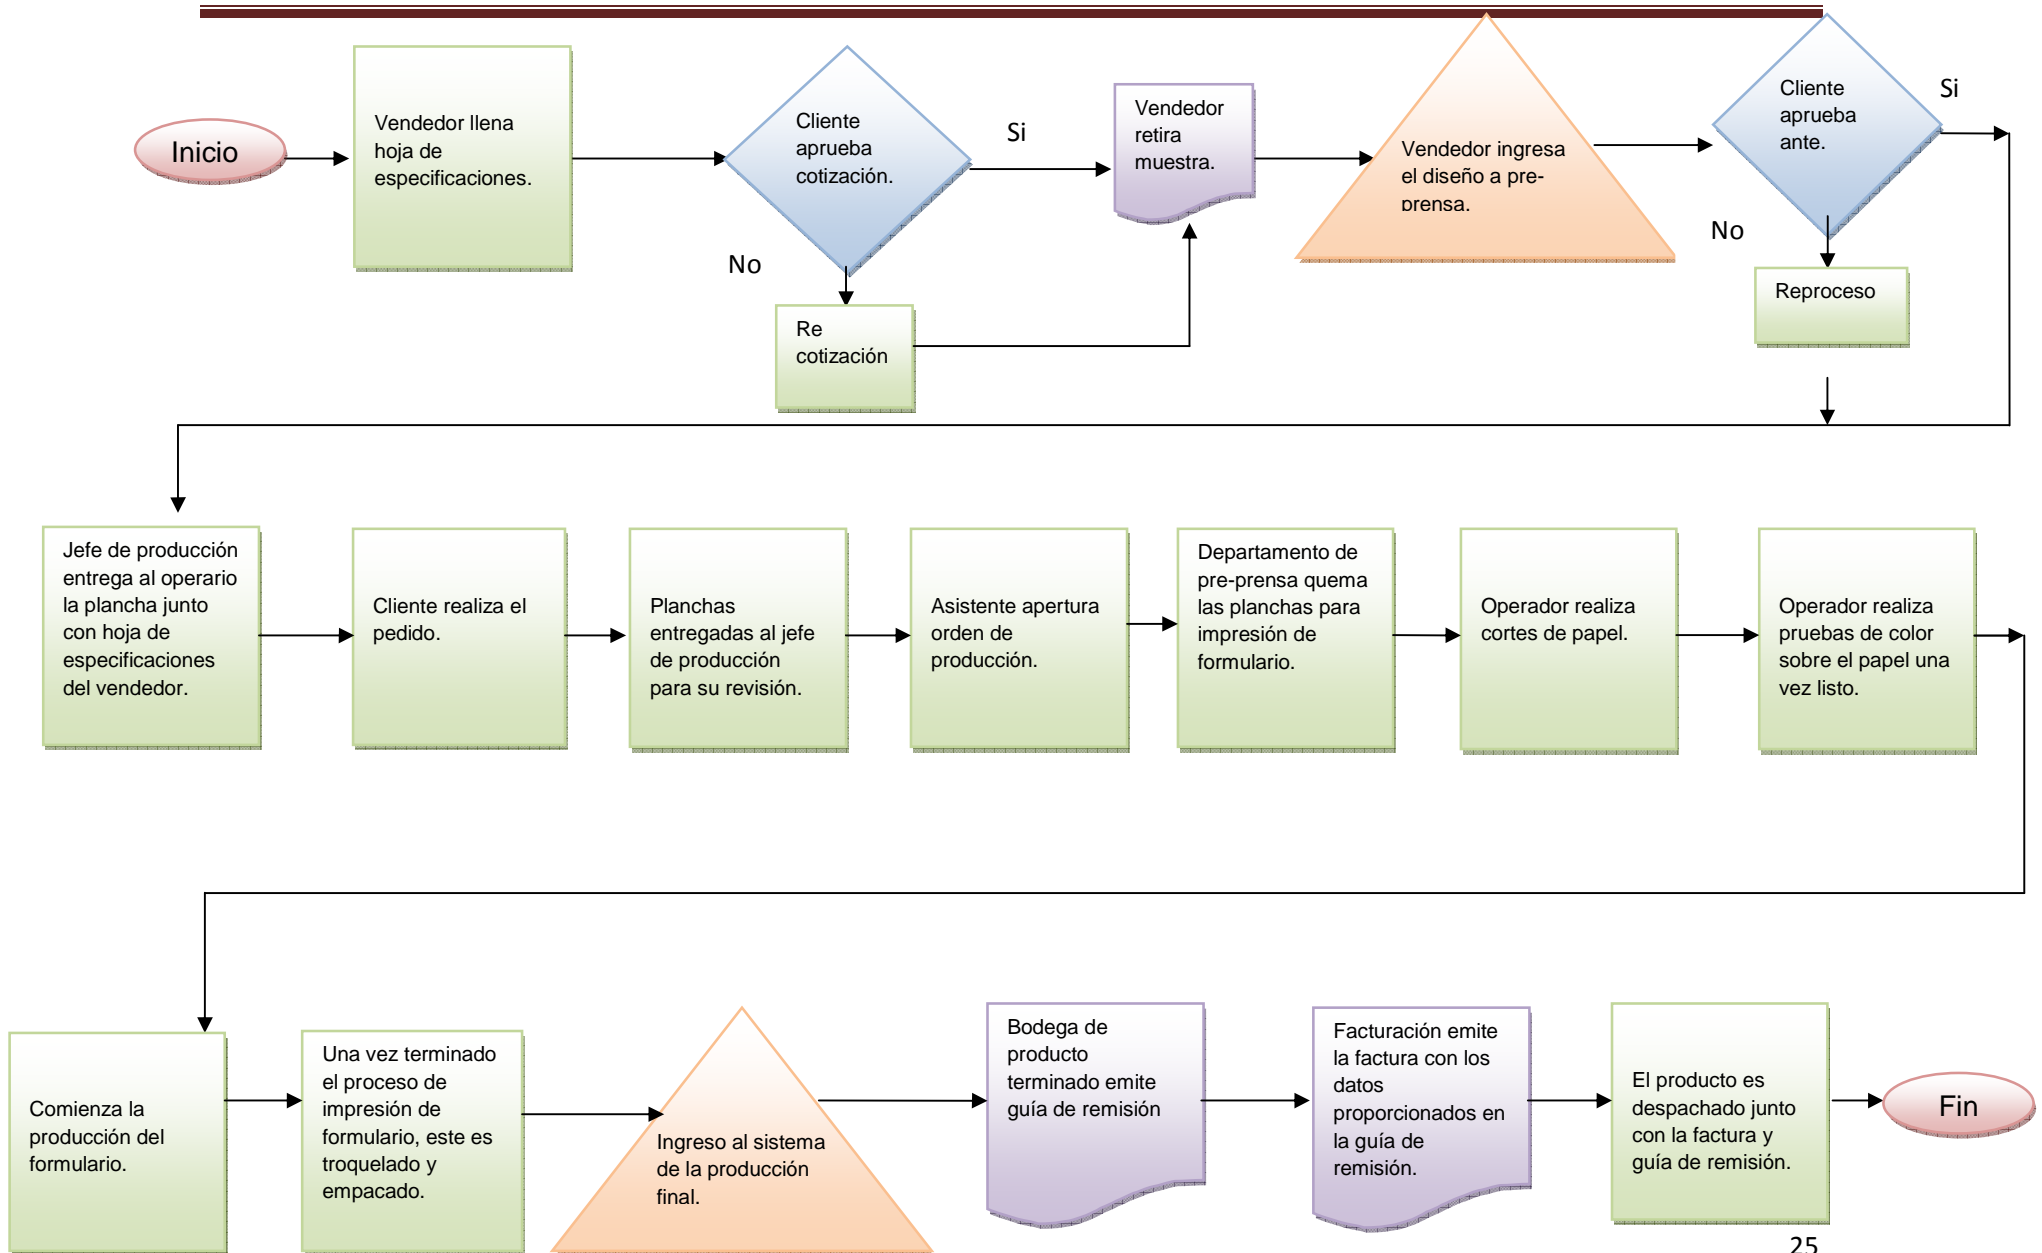 Inicio
Vendedor llena
hoja de
especificaciones.
Cliente
aprueba
cotización.
Si
No
Re
cotización
Vendedor
retira
muestra.
Vendedor ingresa
el diseño a pre-
prensa.
Cliente
aprueba
ante.
Si
No
Reproceso
Jefe de producción
entrega al operario
la plancha junto
con hoja de
especificaciones
del vendedor.
Cliente realiza el
pedido.
Planchas
entregadas al jefe
de producción
para su revisión.
Asistente apertura
orden de
producción.
Departamento de
pre-prensa quema
las planchas para
impresión de
formulario.
Operador realiza
cortes de papel.
Operador realiza
pruebas de color
sobre el papel una
vez listo.
Comienza la
producción del
formulario.
Una vez terminado
el proceso de
impresión de
formulario, este es
troquelado y
empacado.
Ingreso al sistema
de la producción
final.
Bodega de
producto
terminado emite
guía de remisión
Facturación emite
la factura con los
datos
proporcionados en
la guía de
remisión.
El producto es
despachado junto
con la factura y
guía de remisión.
Fin
25